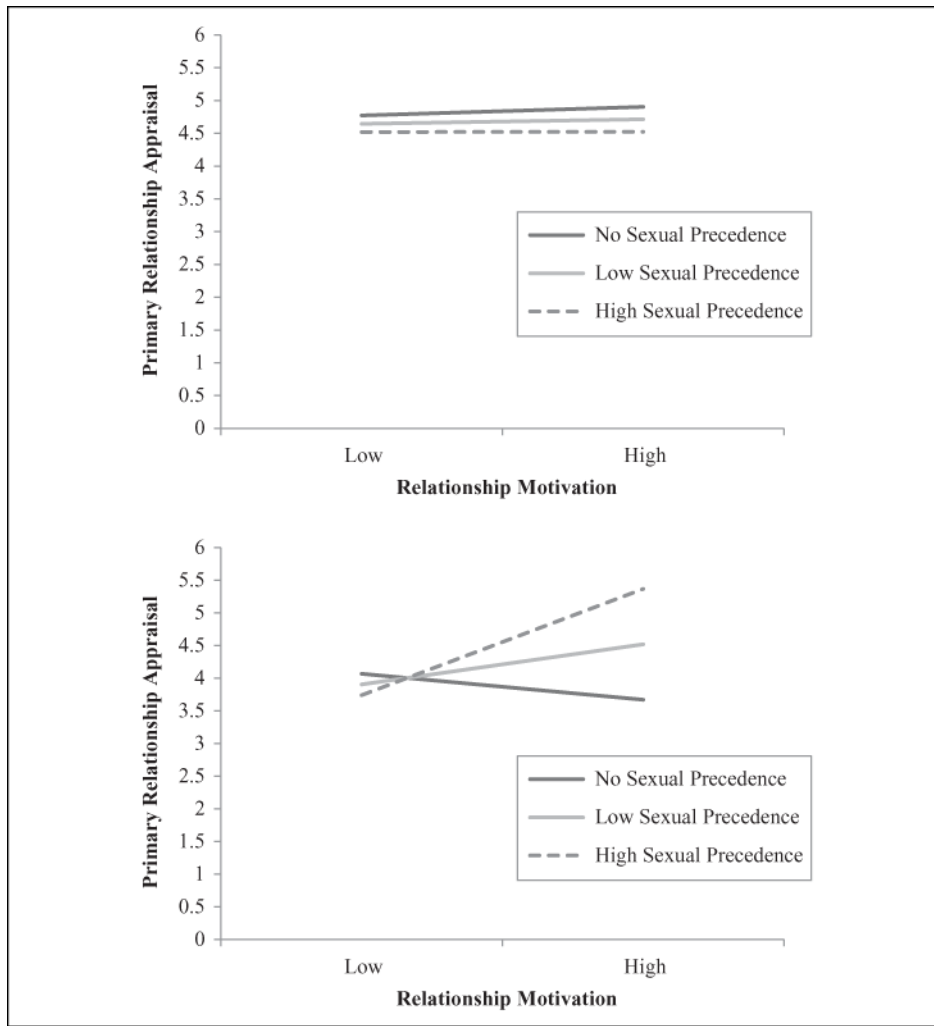 6
5.5
5
4.5
4
3.5
3
2.5
2
1.5
1
0.5
0
Primary Relationship Appraisal
No Sexual Precedence
Low Sexual Precedence
High Sexual Precedence
Low
High
Relationship Motivation
6
5.5
5
4.5
4
3.5
3
2.5
2
1.5
1
0.5
0
Primary Relationship Appraisal
No Sexual Precedence
Low Sexual Precedence
High Sexual Precedence
Low
High
Relationship Motivation